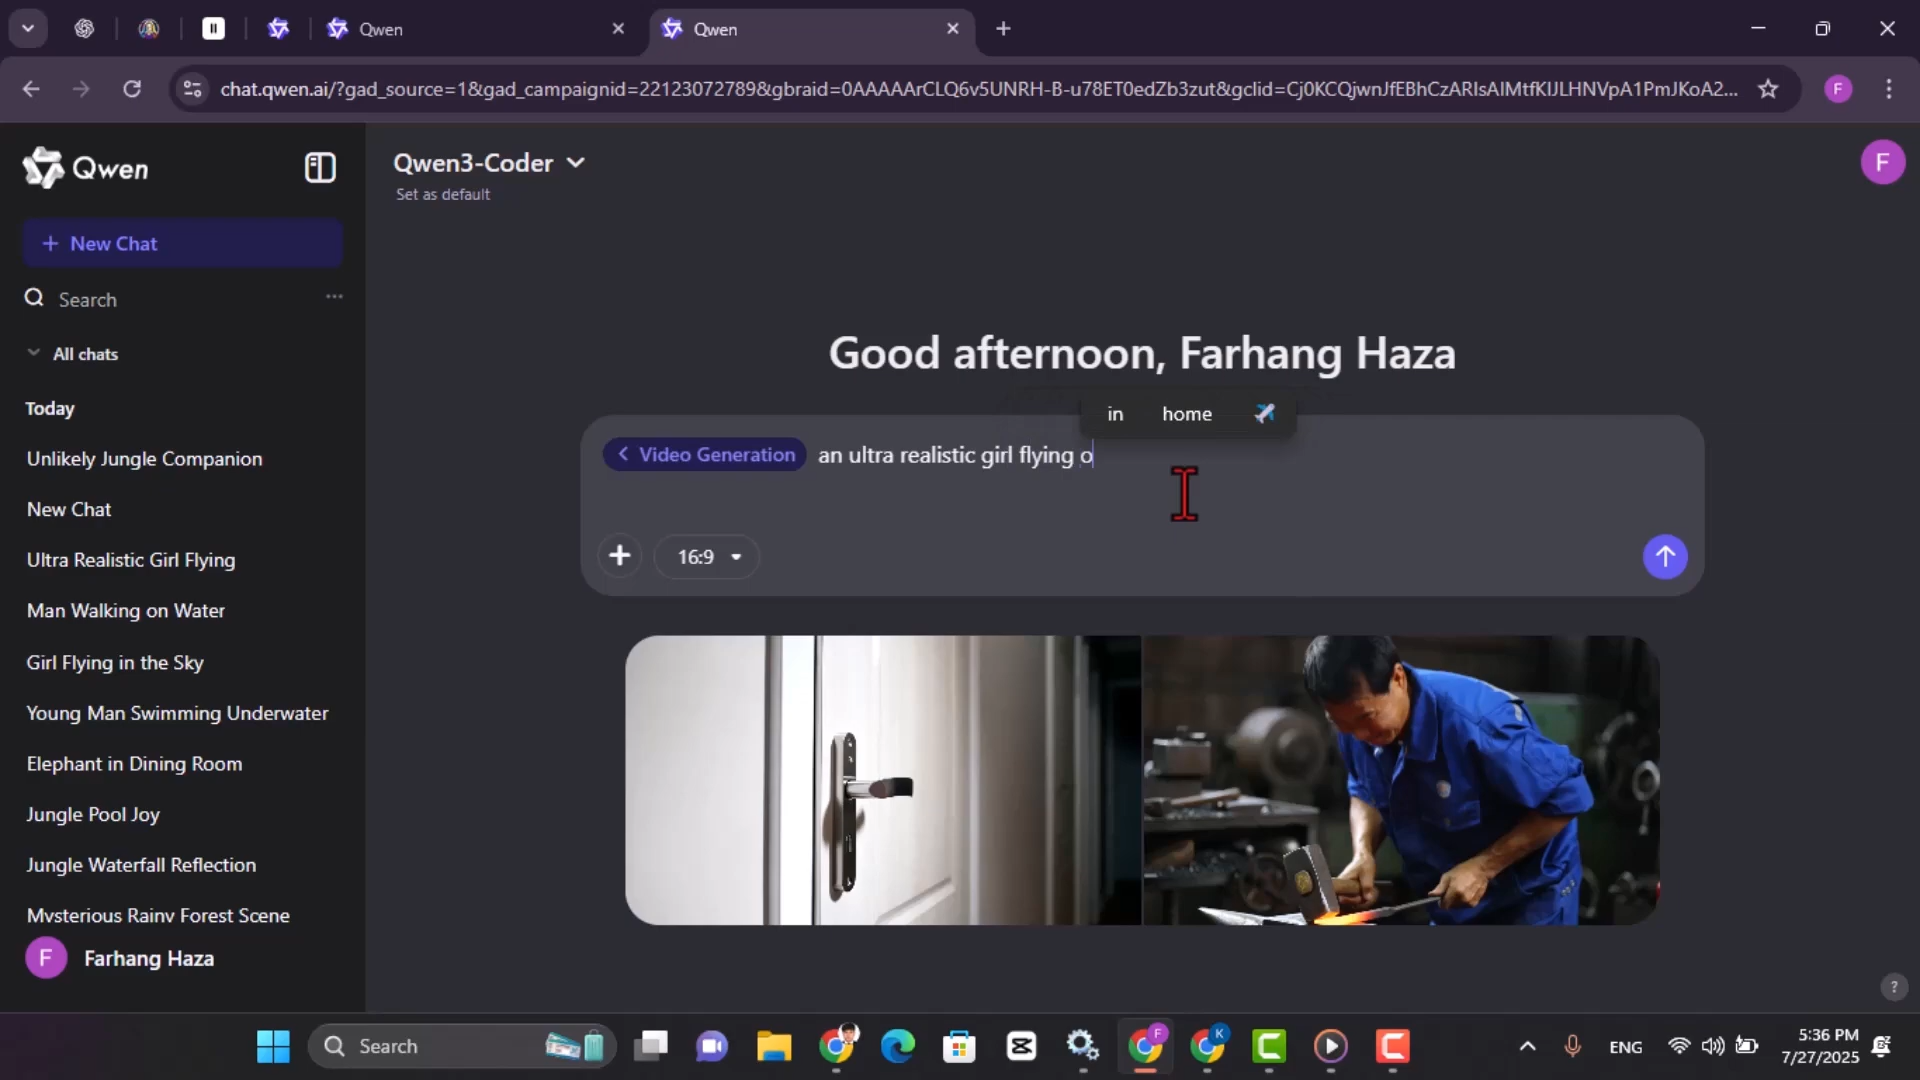 Qwen
Qwen
chat.qwen.ai/?gad_source=1&gad_campaignid=22123072789&gbraid=0AAAAArCLQ6v5UNRH-B-u78ET0edZb3zut&gclid=Cj0KCQjwnJfEBhCzARIsAIMtfKIJLHNVpA1PmJKoA2...
F
Qwen
Qwen3-Coder
Set as default
F
+ New Chat
Search
All chats
Today
Unlikely Jungle Companion
New Chat
Ultra Realistic Girl Flying
Man Walking on Water
Girl Flying in the Sky
Young Man Swimming Underwater
Elephant in Dining Room
Jungle Pool Joy
Jungle Waterfall Reflection
Mysterious Rainy Forest Scene
F
Farhang Haza
Good afternoon, Farhang Haza
in home
Video Generation an ultra realistic girl flying o
16:9
?
Search
F
K
ENG
5:36 PM
7/27/2025